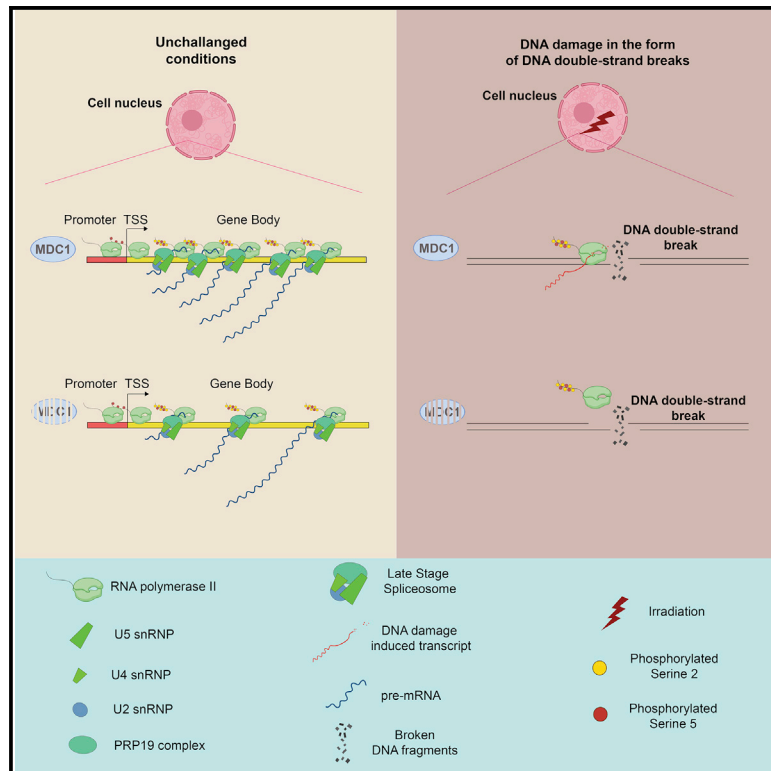 Unchallanged
conditions
Cell nucleus
Promoter TSS Gene Body
MDC1
Promoter TSS Gene Body
MDC1
DNA damage in the form
of DNA double-strand breaks
Cell nucleus
MDC1
DNA double-strand
break
MDC1
DNA double-strand
break
RNA polymerase II
U5 snRNP
U4 snRNP
U2 snRNP
PRP19 complex
Late Stage
Spliceosome
DNA damage
induced transcript
pre-mRNA
Broken
DNA fragments
Irradiation
Phosphorylated
Serine 2
Phosphorylated
Serine 5